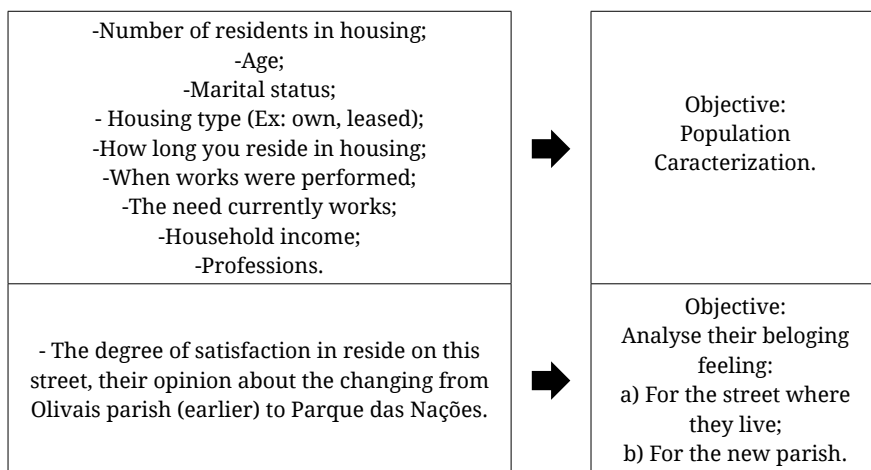 -Number of residents in housing;
-Age;
-Marital status;
- Housing type (Ex: own, leased);
-How long you reside in housing;
-When works were performed;
-The need currently works;
-Household income;
-Professions.
Objective:
Population
Caracterization.
- The degree of satisfaction in reside on this
street, their opinion about the changing from
Olivais parish (earlier) to Parque das Nações.
Objective:
Analyse their beloging
feeling:
a) For the street where
they live;
b) For the new parish.